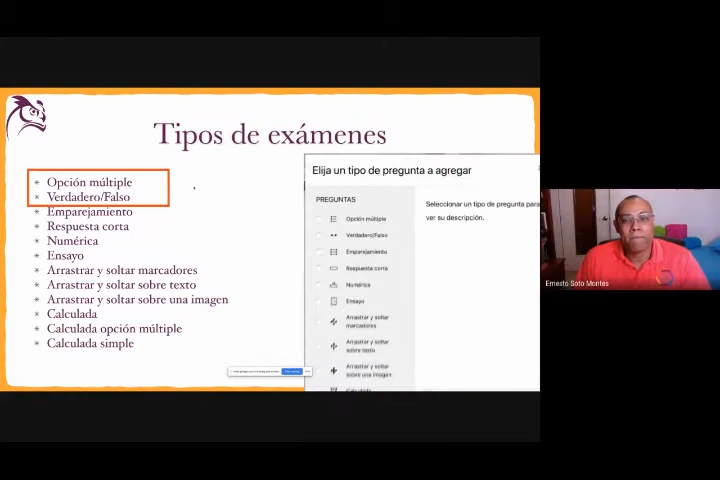 Tipos de exámenes
Opción múltiple
Verdadero/Falso
Emparejamiento
Respuesta corta
Numérica
Ensayo
Arrastrar y soltar marcadores
Arrastrar y soltar sobre texto
Arrastrar y soltar sobre una imagen
Calculada
Calculada opción múltiple
Calculada simple
Elija un tipo de pregunta a agregar
PREGUNTAS
Opción múltiple
Verdadero/Falso
Emparejamiento
Respuesta corta
Numérica
Ensayo
Arrastrar y soltar
marcadores
Arrastrar y soltar
sobre texto
Arrastrar y soltar
sobre una imagen
Calculada
Seleccionar un tipo de pregunta para
ver su descripción.
Ernesto Soto Montes